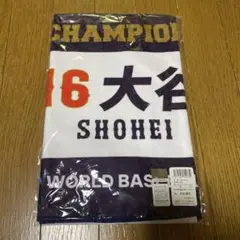 CHAMPION
16 大谷
SHOHEI
WORLD BAS